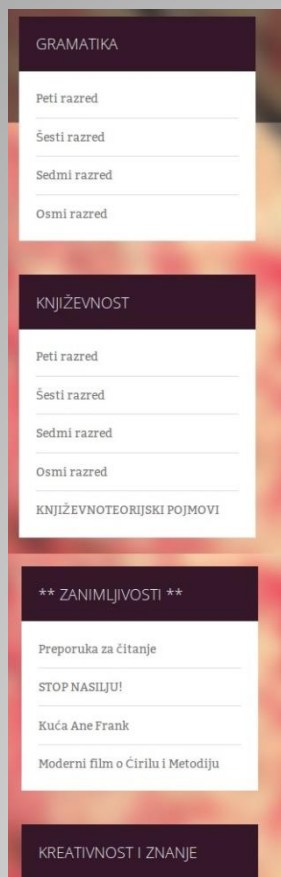 GRAMATIKA
Peti razred
Šesti razred
Sedmi razred
Osmi razred
KNJIŽEVNOST
Peti razred
Šesti razred
Sedmi razred
Osmi razred
KNJIŽEVNOTEORIJSKI POJMOVI
** ZANIMLJIVOSTI **
Preporuka za čitanje
STOP NASILJU!
Kuća Ane Frank
Moderni film o Ćirilu i Metodiju
KREATIVNOST I ZNANJE